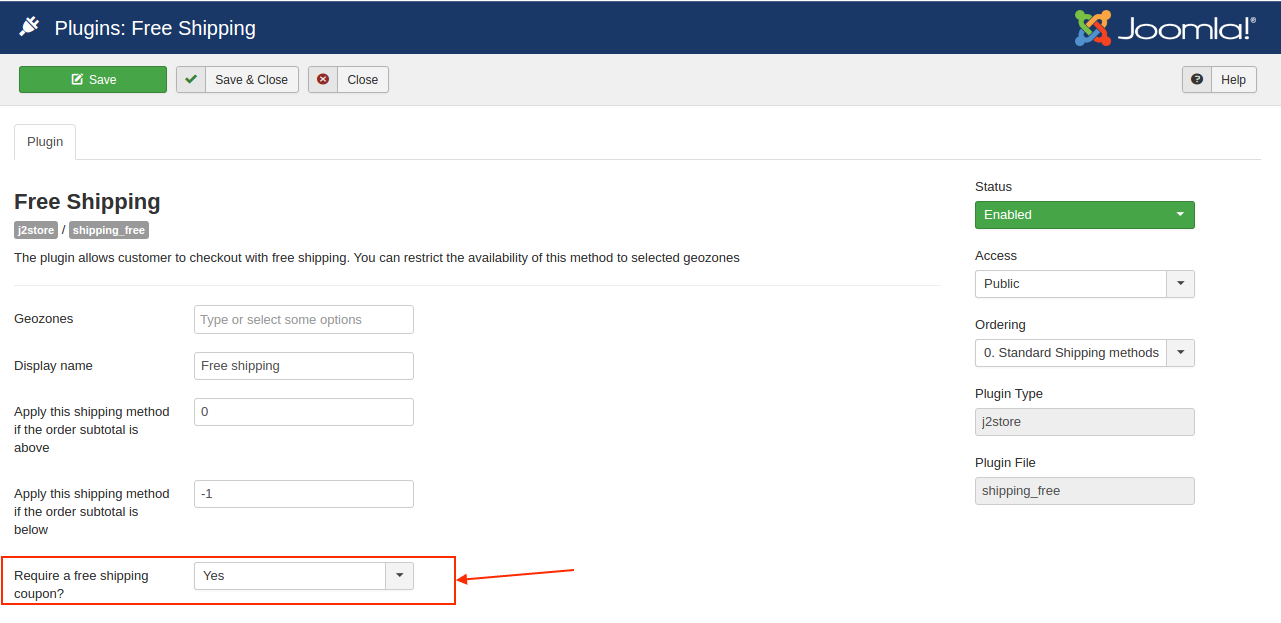 Plugins: Free Shipping
Joomla!®
Save
Save & Close
Close
Help
Plugin
Free Shipping
j2store / shipping_free
The plugin allows customer to checkout with free shipping. You can restrict the availability of this method to selected geozones
Geozones
Type or select some options
Display name
Free shipping
Apply this shipping method
if the order subtotal is
above
0
Apply this shipping method
if the order subtotal is
below
-1
Require a free shipping
coupon?
Yes
Status
Enabled
Access
Public
Ordering
0. Standard Shipping methods
Plugin Type
j2store
Plugin File
shipping_free